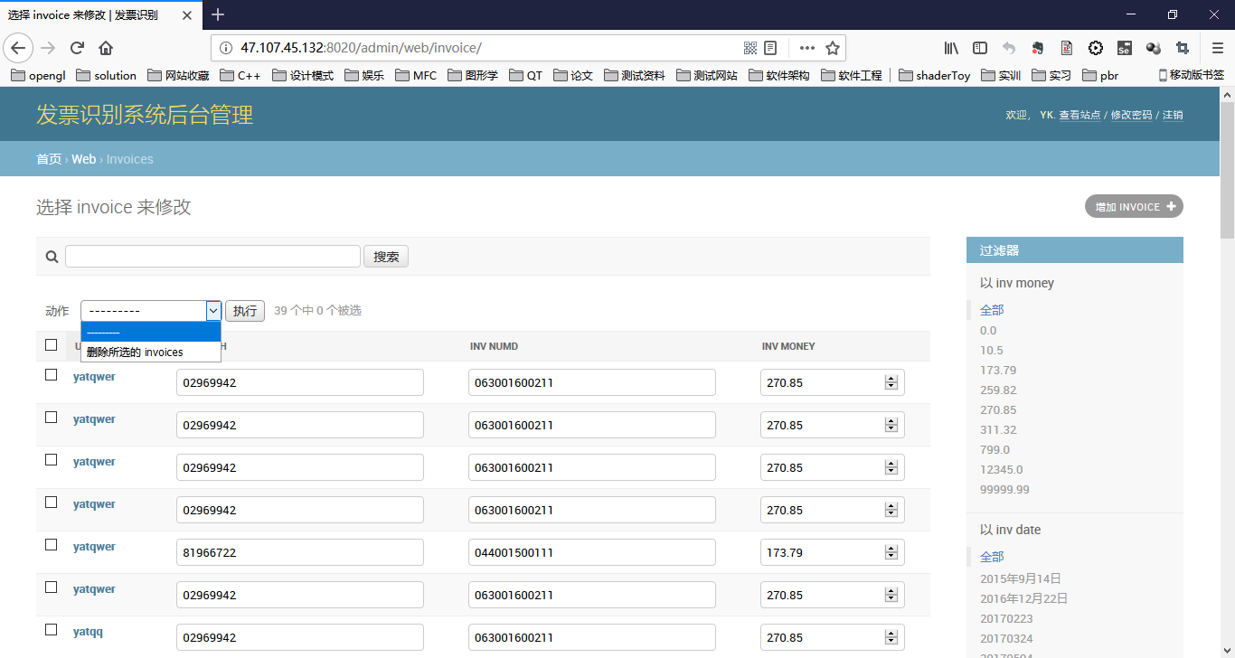 选择 invoice 来修改 | 发票识别
47.107.45.132:8020/admin/web/invoice/
opengl solution 网站收藏 C++ 设计模式 娱乐 MFC 图形学 QT 论文 测试资料 测试网站 软件架构 软件工程 shaderToy 实训 实习 pbr 移动版书签
发票识别系统后台管理
欢迎， YK. 查看站点 / 修改密码 / 注销
首页 › Web › Invoices
选择 invoice 来修改
增加 INVOICE +
搜索
动作 --------- 执行 39 个中 0 个被选
---------
删除所选的 invoices
INV NUMD INV MONEY
yatqwer 02969942 063001600211 270.85
yatqwer 02969942 063001600211 270.85
yatqwer 02969942 063001600211 270.85
yatqwer 02969942 063001600211 270.85
yatqwer 81966722 044001500111 173.79
yatqwer 02969942 063001600211 270.85
yatqq 02969942 063001600211 270.85
过滤器
以 inv money
全部
0.0
10.5
173.79
259.82
270.85
311.32
799.0
12345.0
99999.99
以 inv date
全部
2015年9月14日
2016年12月22日
20170223
20170324